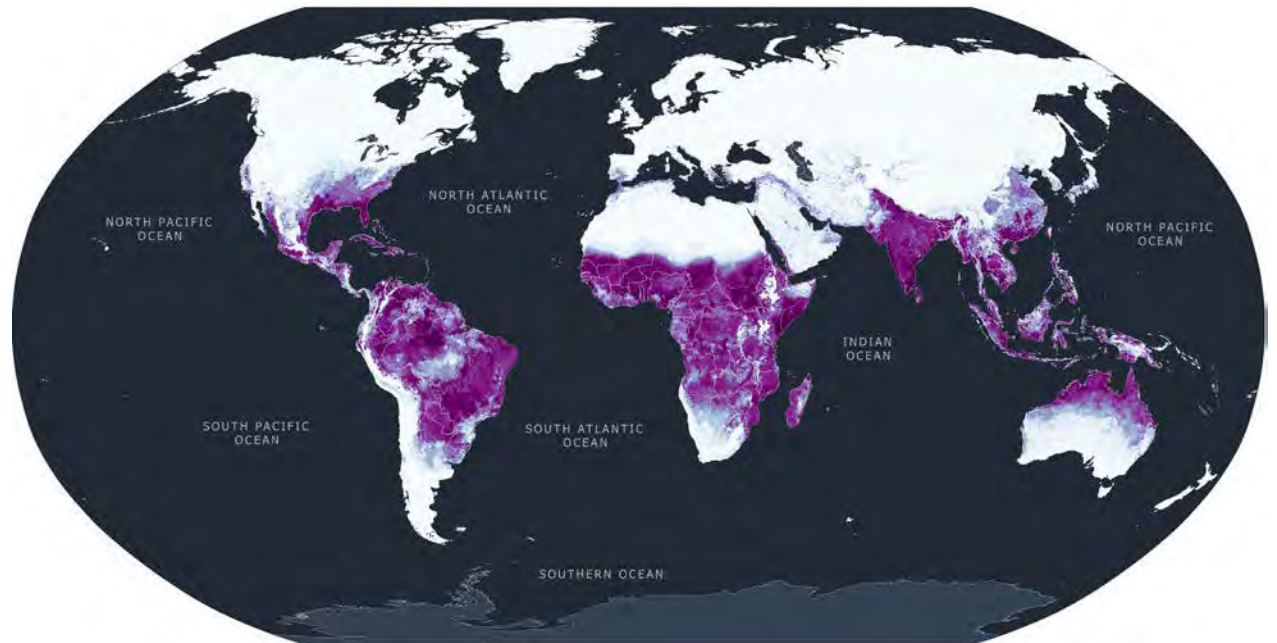 NORTH ATLANTIC
OCEAN
NORTH PACIFIC
OCEAN
NORTH PACIFIC
OCEAN
INDIAN
OCEAN
SOUTH PACIFIC
OCEAN
SOUTH ATLANTIC
OCEAN
SOUTHERN OCEAN